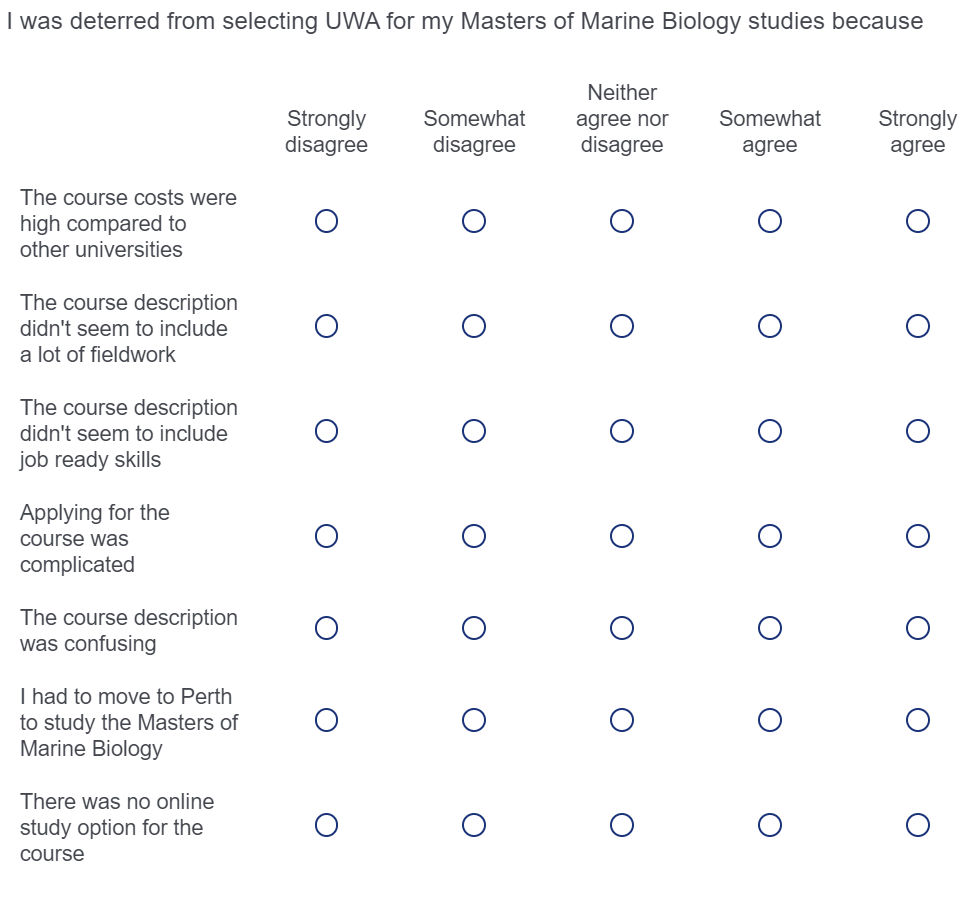 I was deterred from selecting UWA for my Masters of Marine Biology studies because
Strongly disagree
Somewhat disagree
Neither agree nor disagree
Somewhat agree
Strongly agree
The course costs were
high compared to
other universities
The course description
didn't seem to include
a lot of fieldwork
The course description
didn't seem to include
job ready skills
Applying for the
course was
complicated
The course description
was confusing
I had to move to Perth
to study the Masters of
Marine Biology
There was no online
study option for the
course